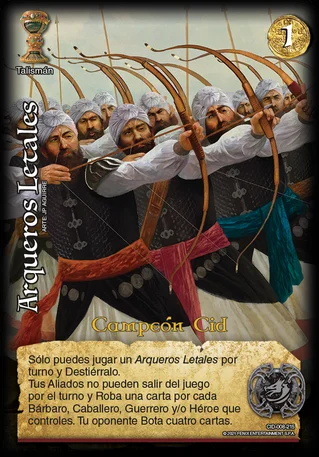 Talismán
1
Arqueros Letales
ARTE: JP AGUIRRE
Campeón Cid
Sólo puedes jugar un Arqueros Letales por
turno y Destiérralo.
Tus Aliados no pueden salir del juego
por el turno y Roba una carta por cada
Bárbaro, Caballero, Guerrero y/o Héroe que
controles. Tu oponente Bota cuatro cartas.
CID-008-215
© 2021 FENIX ENTERTAINMENT, S.P.A.